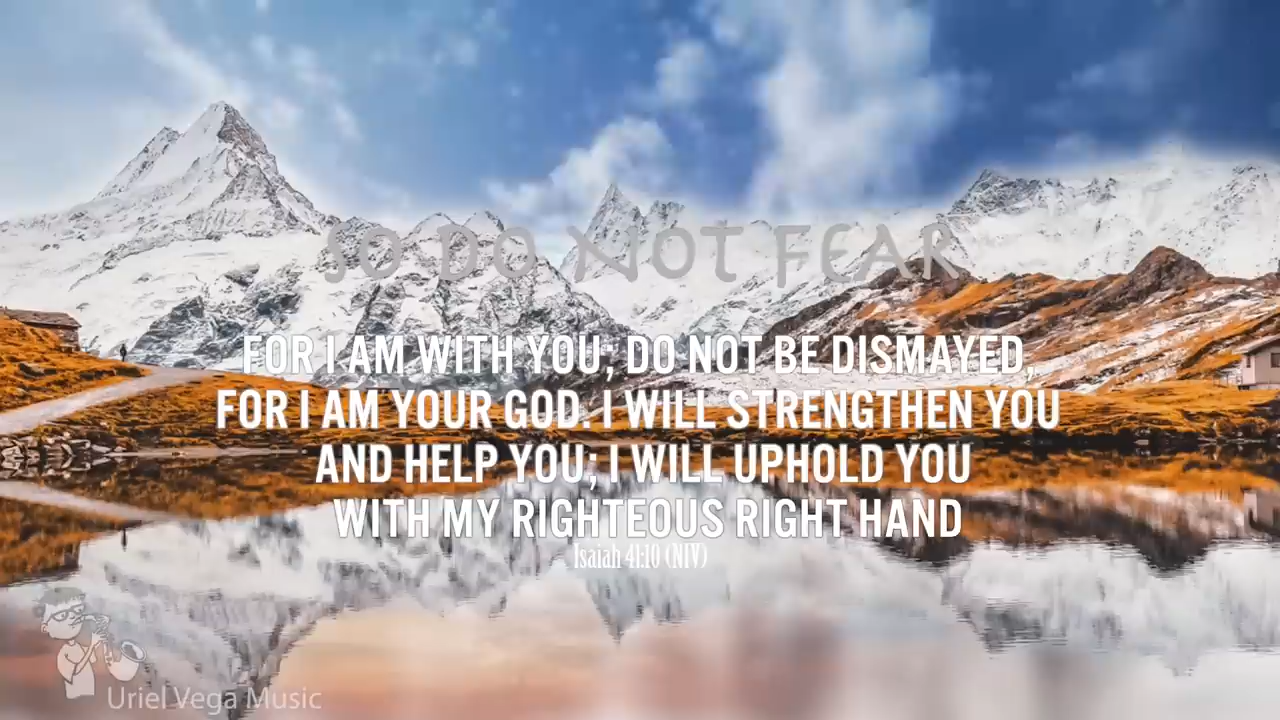 SO DO NOT FEAR
FOR I AM WITH YOU; DO NOT BE DISMAYED,
FOR I AM YOUR GOD. I WILL STRENGTHEN YOU
AND HELP YOU; I WILL UPHOLD YOU
WITH MY RIGHTEOUS RIGHT HAND
Isaiah 41:10 (NIV)
Uriel Vega Music